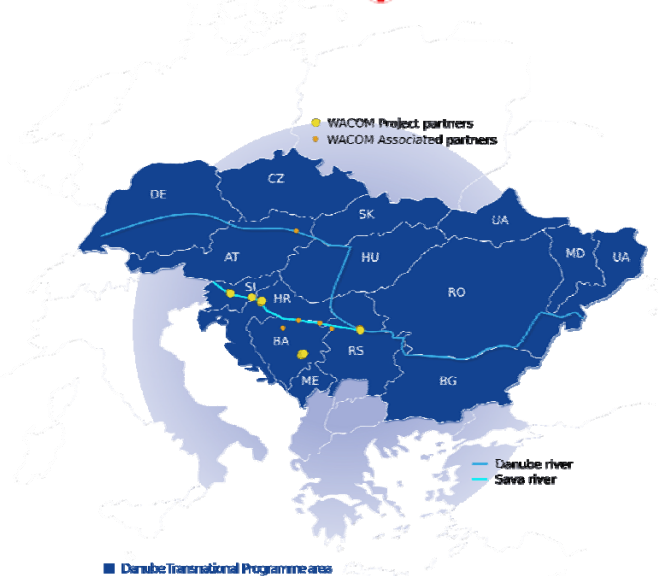 WACOM Project partners
WACOM Associated partners
CZ
DE
SK
UA
AT
HU
MD
UA
SI
HR
RO
BA
RS
ME
BG
Danube river
Sava river
Danube Transnational Programme area